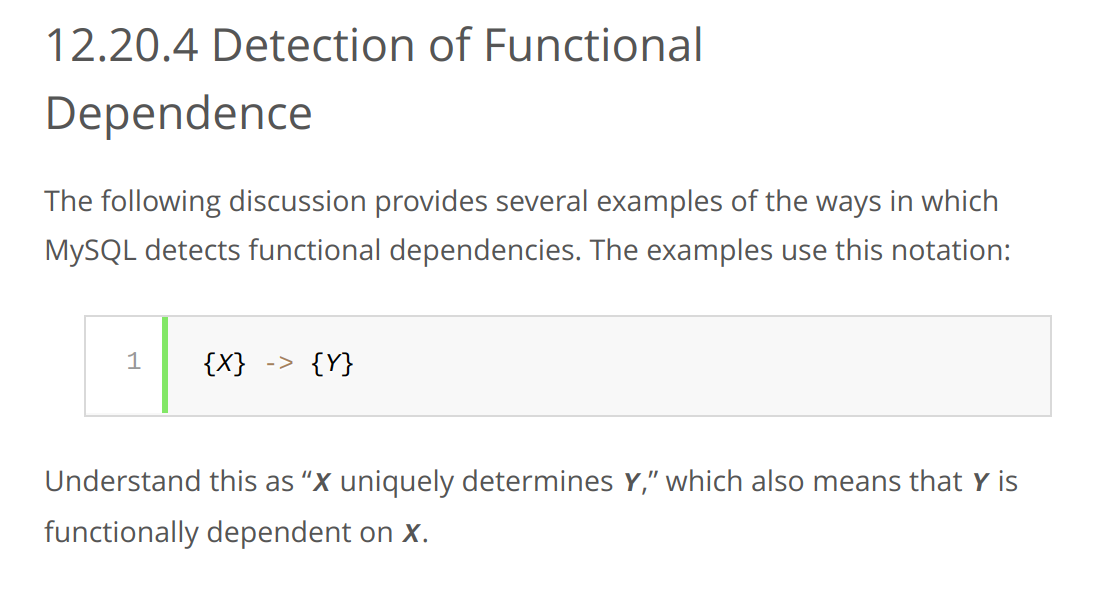 12.20.4 Detection of Functional
Dependence
The following discussion provides several examples of the ways in which
MySQL detects functional dependencies. The examples use this notation:
1 {X} -> {Y}
Understand this as “X uniquely determines Y,” which also means that Y is
functionally dependent on X.